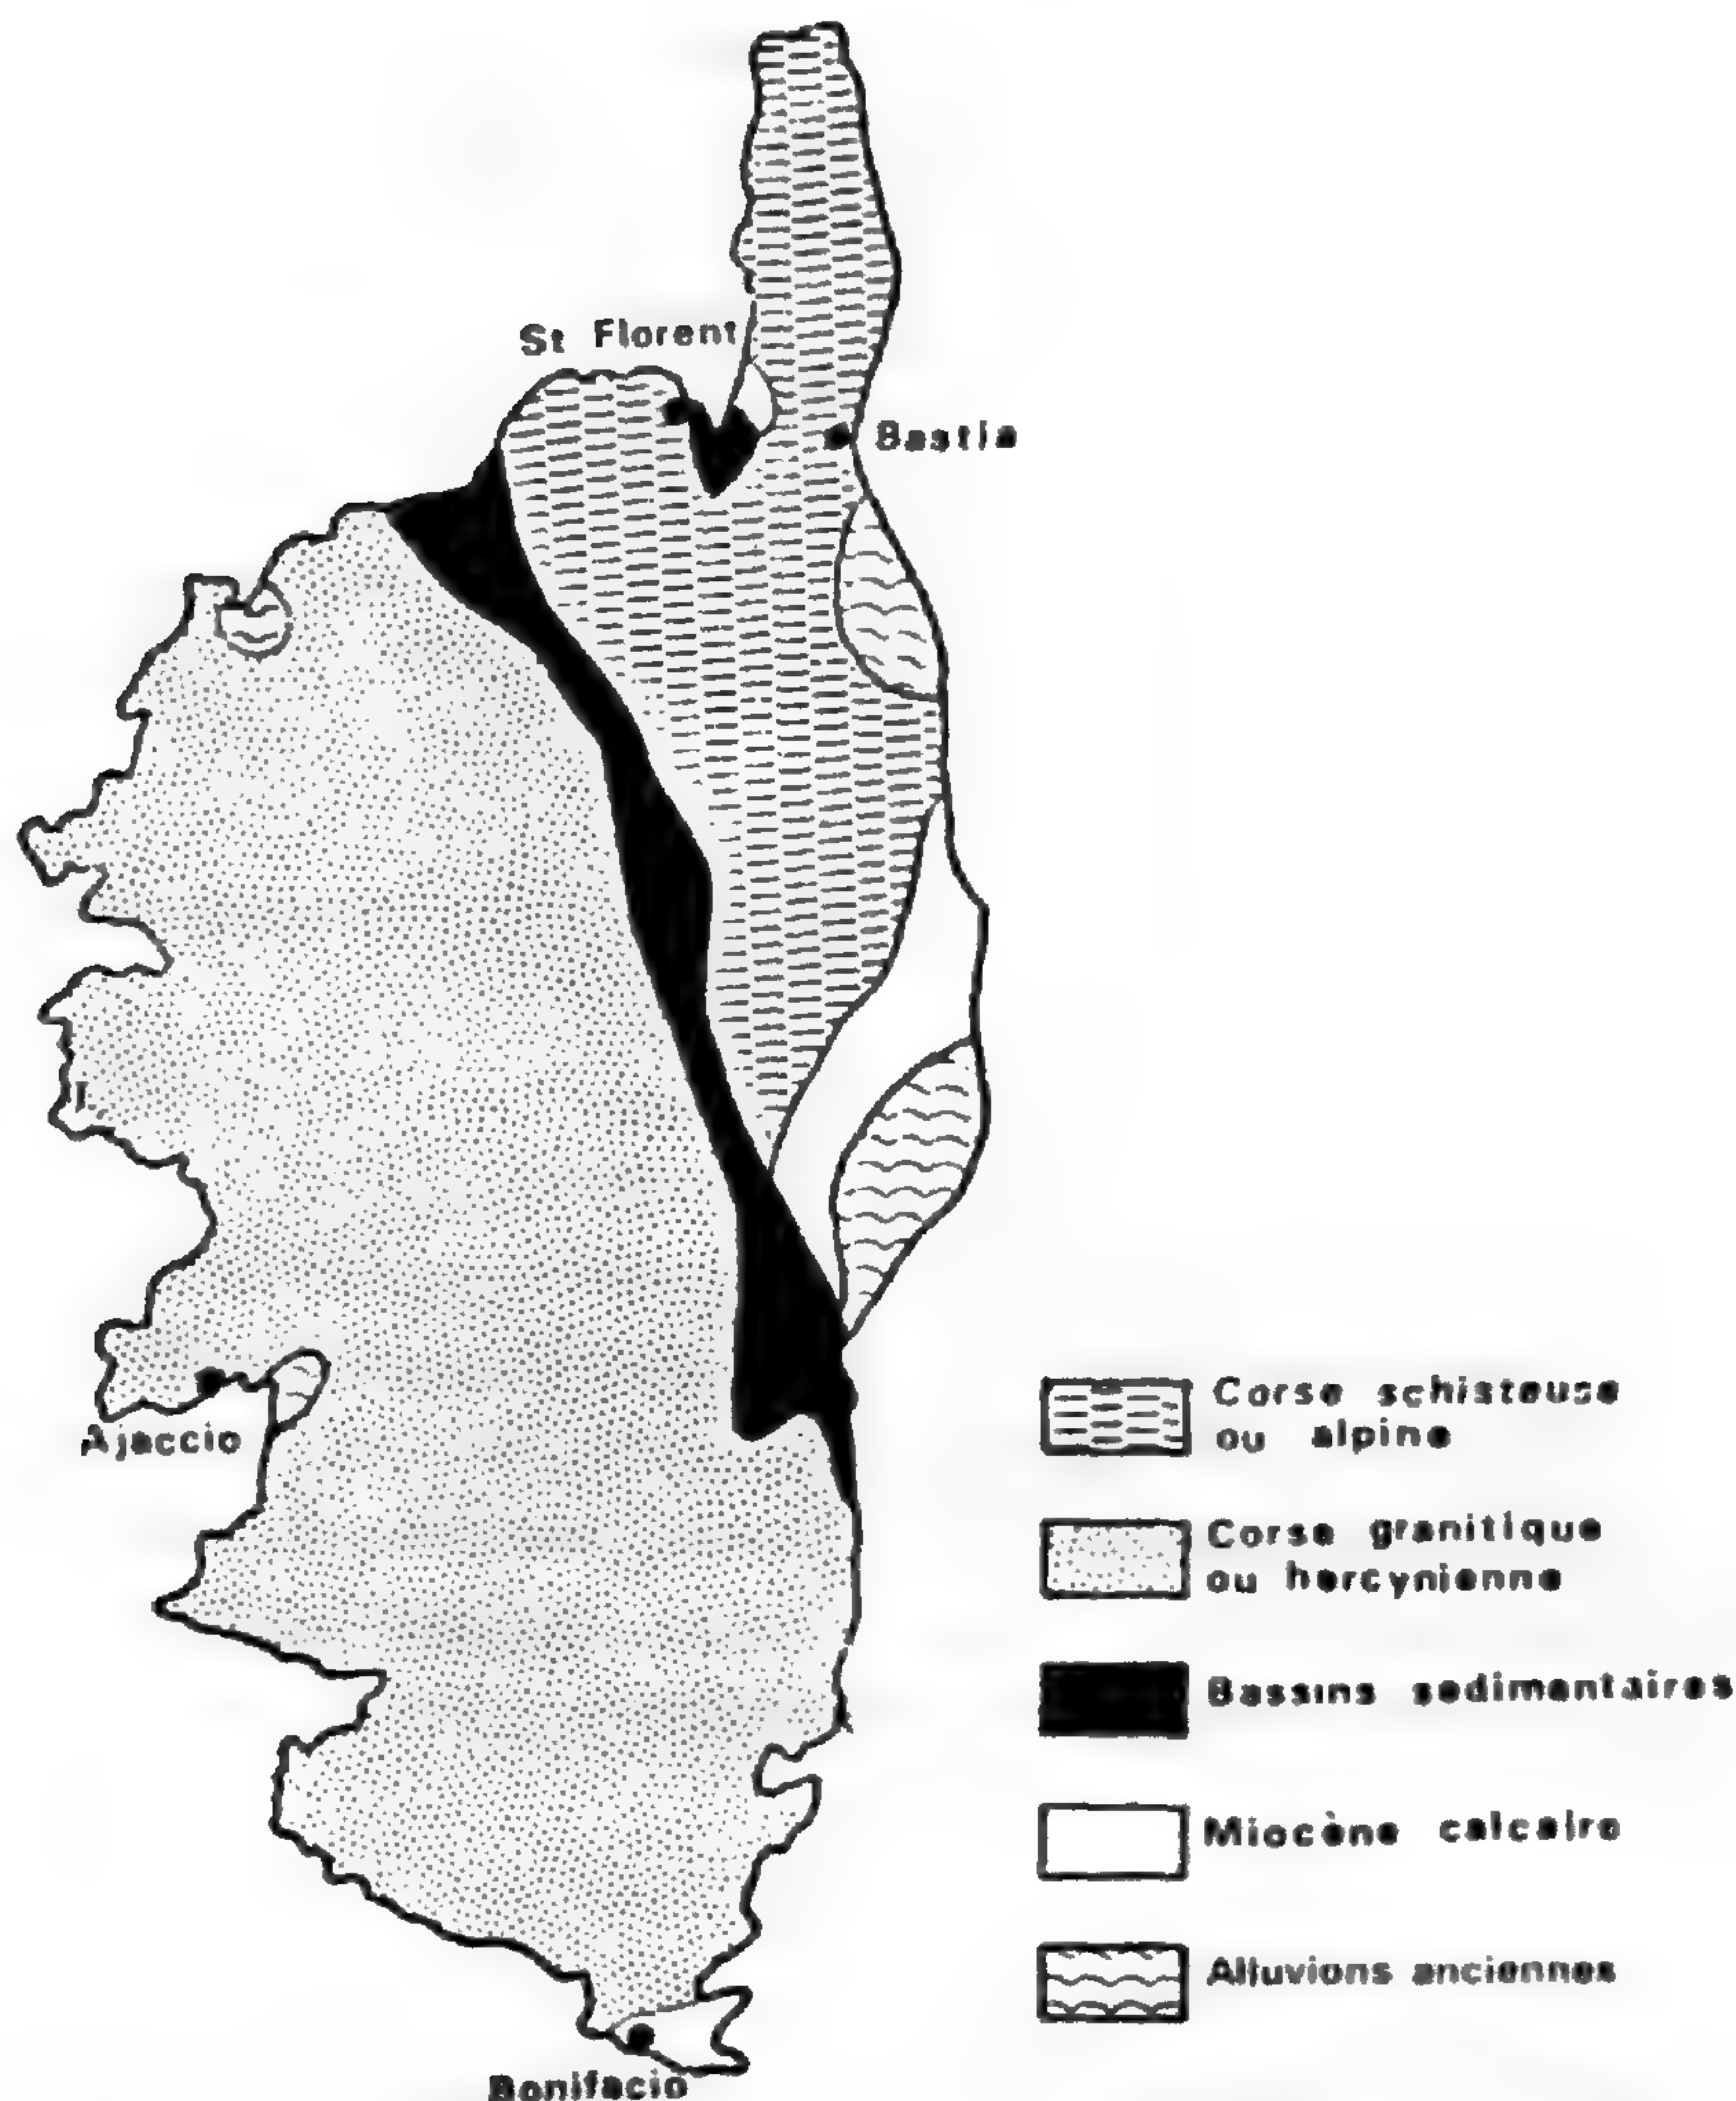 St Florent
Bastia
Ajaccio
Bonifacio
Corse schisteuse
ou alpine
Corse granitique
ou hercynienne
Bassins sedimentaires
Miocène calcaire
Alluvions anciennes